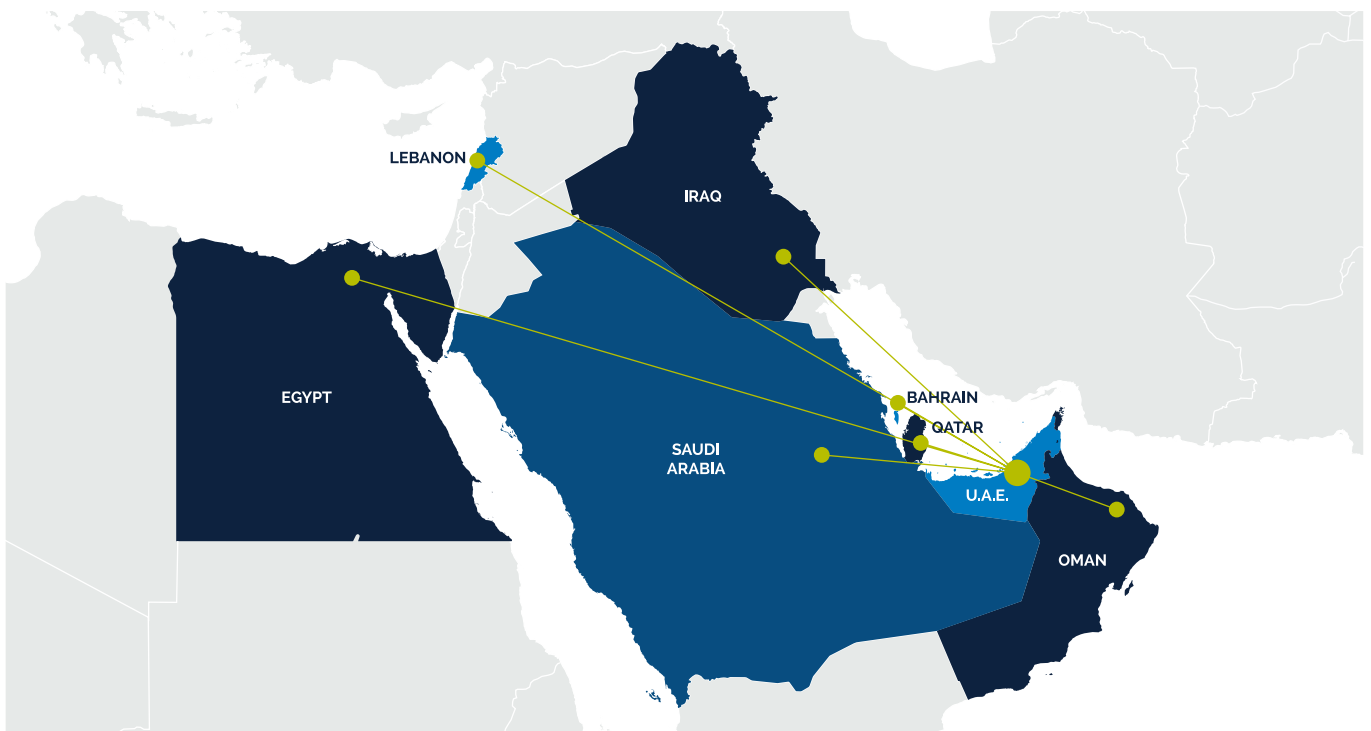 LEBANON
IRAQ
EGYPT
BAHRAIN
QATAR
SAUDI
ARABIA
U.A.E.
OMAN